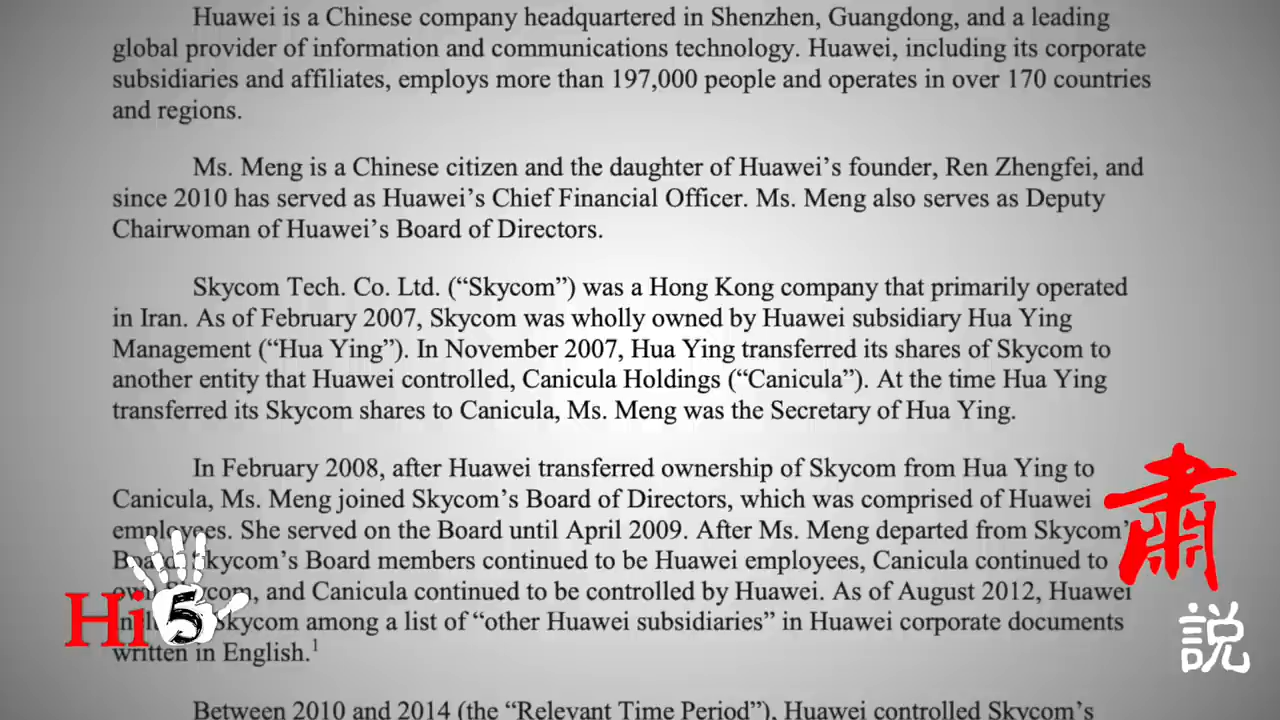 Huawei is a Chinese company headquartered in Shenzhen, Guangdong, and a leading
global provider of information and communications technology. Huawei, including its corporate
subsidiaries and affiliates, employs more than 197,000 people and operates in over 170 countries
and regions.
Ms. Meng is a Chinese citizen and the daughter of Huawei's founder, Ren Zhengfei, and
since 2010 has served as Huawei's Chief Financial Officer. Ms. Meng also serves as Deputy
Chairwoman of Huawei's Board of Directors.
Skycom Tech. Co. Ltd. (“Skycom”) was a Hong Kong company that primarily operated
in Iran. As of February 2007, Skycom was wholly owned by Huawei subsidiary Hua Ying
Management (“Hua Ying”). In November 2007, Hua Ying transferred its shares of Skycom to
another entity that Huawei controlled, Canicula Holdings (“Canicula”). At the time Hua Ying
transferred its Skycom shares to Canicula, Ms. Meng was the Secretary of Hua Ying.
In February 2008, after Huawei transferred ownership of Skycom from Hua Ying to
Canicula, Ms. Meng joined Skycom's Board of Directors, which was comprised of Huawei
employees. She served on the Board until April 2009. After Ms. Meng departed from Skycom's
Skycom's Board members continued to be Huawei employees, Canicula continued to
and Canicula continued to be controlled by Huawei. As of August 2012, Huawei
Skycom among a list of “other Huawei subsidiaries” in Huawei corporate documents
written in English.1
Between 2010 and 2014 (the “Relevant Time Period”), Huawei controlled Skycom's
Hi 5
肅
說